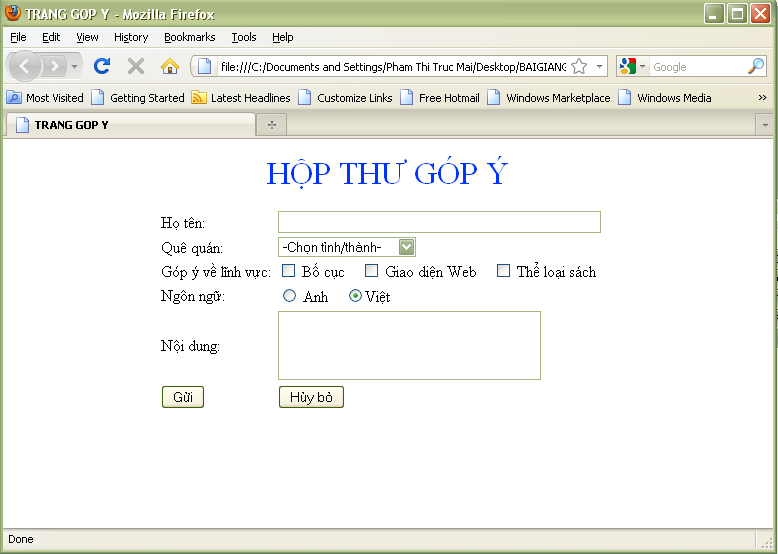 TRANG GOP Y - Mozilla Firefox
File Edit View History Bookmarks Tools Help
file:///C:/Documents and Settings/Pham Thi Truc Mai/Desktop/BAIGIANG Google
Most Visited Getting Started Latest Headlines Customize Links Free Hotmail Windows Marketplace Windows Media »
TRANG GOP Y
HỘP THƯ GÓP Ý
Họ tên:
Quê quán: -Chọn tỉnh/thành-
Góp ý về lĩnh vực: Bố cục Giao diện Web Thể loại sách
Ngôn ngữ: Anh Việt
Nội dung:
Gửi Hủy bỏ
Done